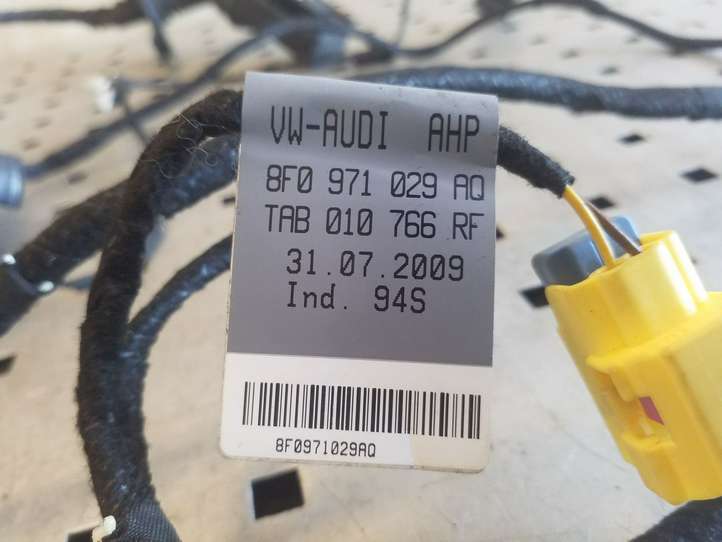 VW-AUDI AHP
8F0 971 029 AQ
TAB 010 766 RF
31.07.2009
Ind. 94S
8F0971029AQ